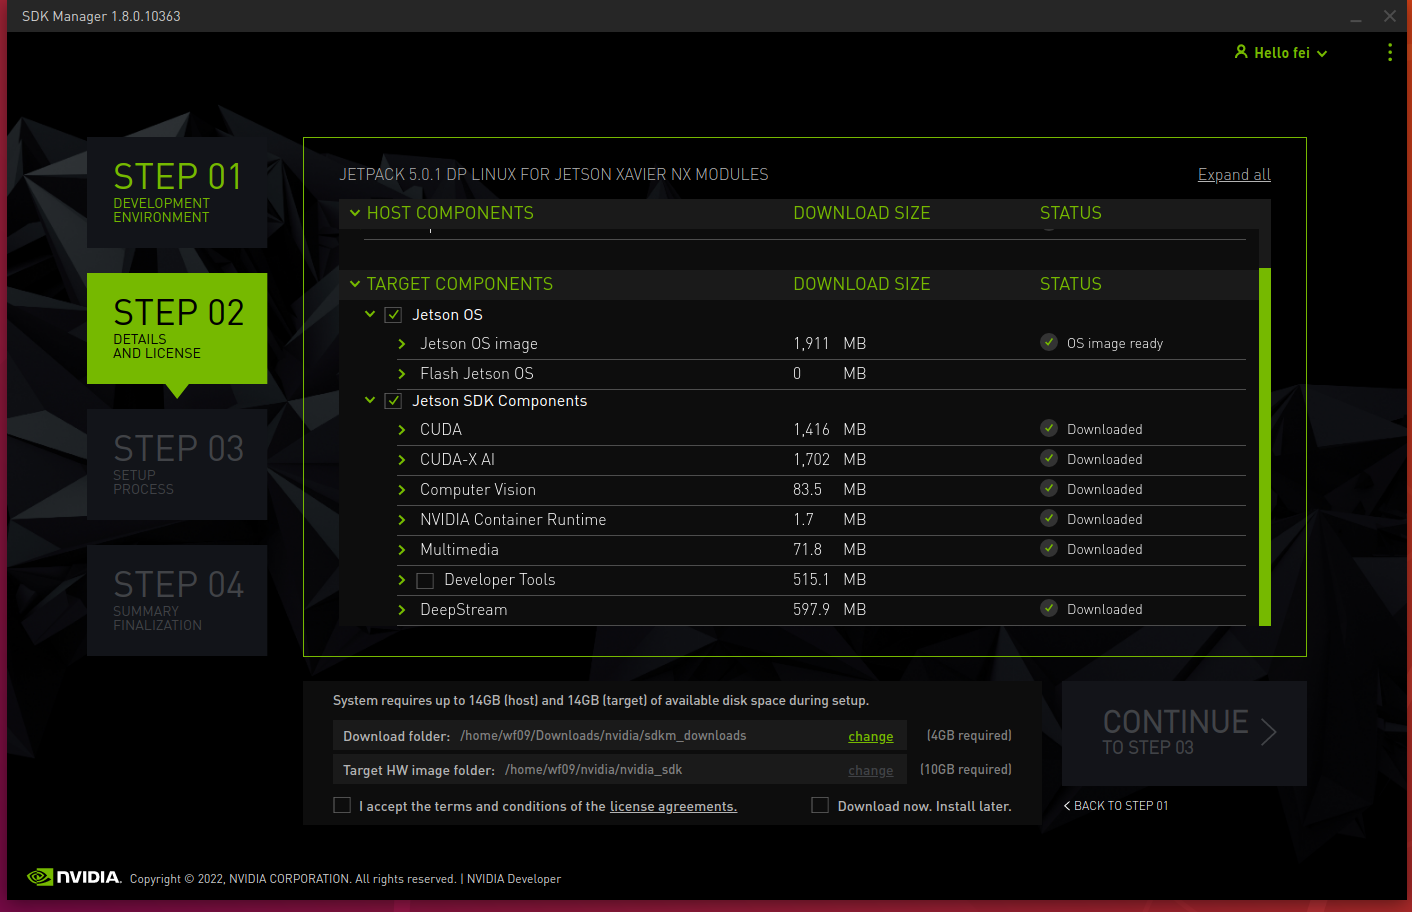 SDK Manager 1.8.0.10363
Hello fei
STEP 01
DEVELOPMENT
ENVIRONMENT
STEP 02
DETAILS
AND LICENSE
STEP 03
SETUP
PROCESS
STEP 04
SUMMARY
FINALIZATION
JETPACK 5.0.1 DP LINUX FOR JETSON XAVIER NX MODULES
Expand all
HOST COMPONENTS DOWNLOAD SIZE STATUS
TARGET COMPONENTS DOWNLOAD SIZE STATUS
Jetson OS
Jetson OS image 1,911 MB OS image ready
Flash Jetson OS 0 MB
Jetson SDK Components
CUDA 1,416 MB Downloaded
CUDA-X AI 1,702 MB Downloaded
Computer Vision 83.5 MB Downloaded
NVIDIA Container Runtime 1.7 MB Downloaded
Multimedia 71.8 MB Downloaded
Developer Tools 515.1 MB
DeepStream 597.9 MB Downloaded
System requires up to 14GB (host) and 14GB (target) of available disk space during setup.
Download folder: /home/wf09/Downloads/nvidia/sdkm_downloads change (4GB required)
Target HW image folder: /home/wf09/nvidia/nvidia_sdk change (10GB required)
I accept the terms and conditions of the license agreements. Download now. Install later.
CONTINUE
TO STEP 03
< BACK TO STEP 01
NVIDIA. Copyright © 2022, NVIDIA CORPORATION. All rights reserved. | NVIDIA Developer